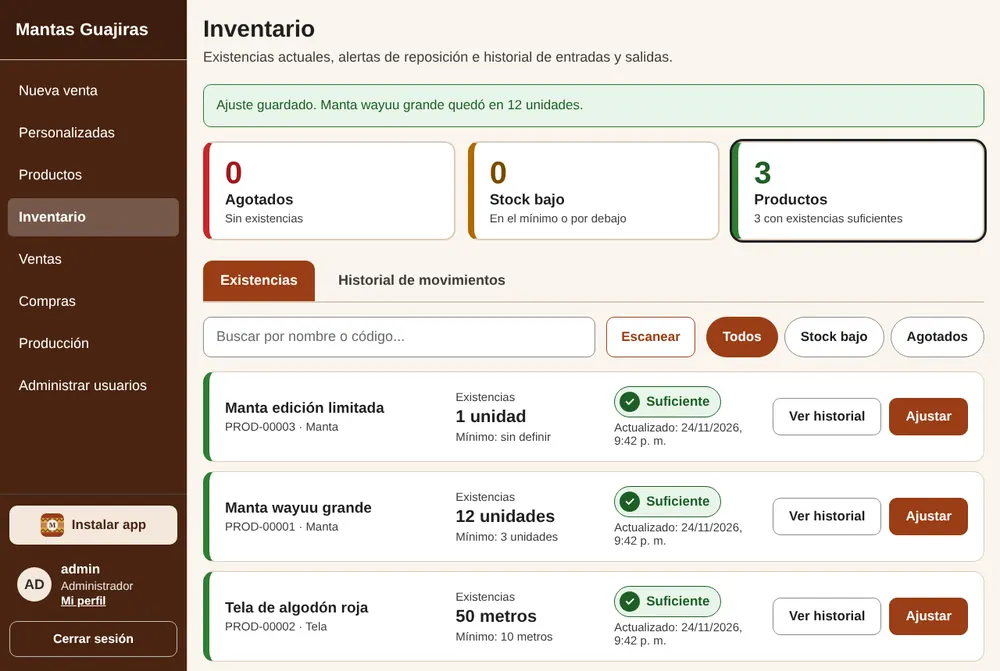 Mantas Guajiras
Nueva venta
Personalizadas
Productos
Inventario
Ventas
Compras
Producción
Administrar usuarios
M
Instalar app
AD
admin
Administrador
Mi perfil
Cerrar sesión
Inventario
Existencias actuales, alertas de reposición e historial de entradas y salidas.
Ajuste guardado. Manta wayuu grande quedó en 12 unidades.
0
Agotados
Sin existencias
0
Stock bajo
En el mínimo o por debajo
3
Productos
3 con existencias suficientes
Existencias
Historial de movimientos
Buscar por nombre o código...
Escanear
Todos
Stock bajo
Agotados
Manta edición limitada
PROD-00003 · Manta
Existencias
1 unidad
Mínimo: sin definir
Suficiente
Actualizado: 24/11/2026,
9:42 p. m.
Ver historial
Ajustar
Manta wayuu grande
PROD-00001 · Manta
Existencias
12 unidades
Mínimo: 3 unidades
Suficiente
Actualizado: 24/11/2026,
9:42 p. m.
Ver historial
Ajustar
Tela de algodón roja
PROD-00002 · Tela
Existencias
50 metros
Mínimo: 10 metros
Suficiente
Actualizado: 24/11/2026,
9:42 p. m.
Ver historial
Ajustar